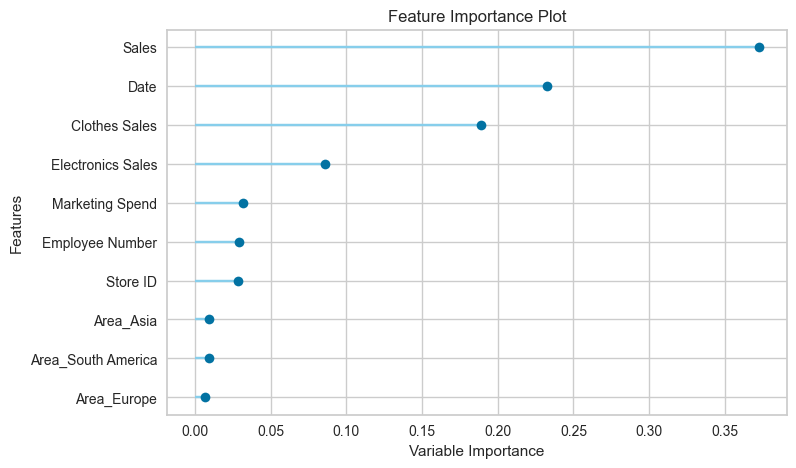 Feature Importance Plot
Features
Sales
Date
Clothes Sales
Electronics Sales
Marketing Spend
Employee Number
Store ID
Area_Asia
Area_South America
Area_Europe
0.00 0.05 0.10 0.15 0.20 0.25 0.30 0.35
Variable Importance